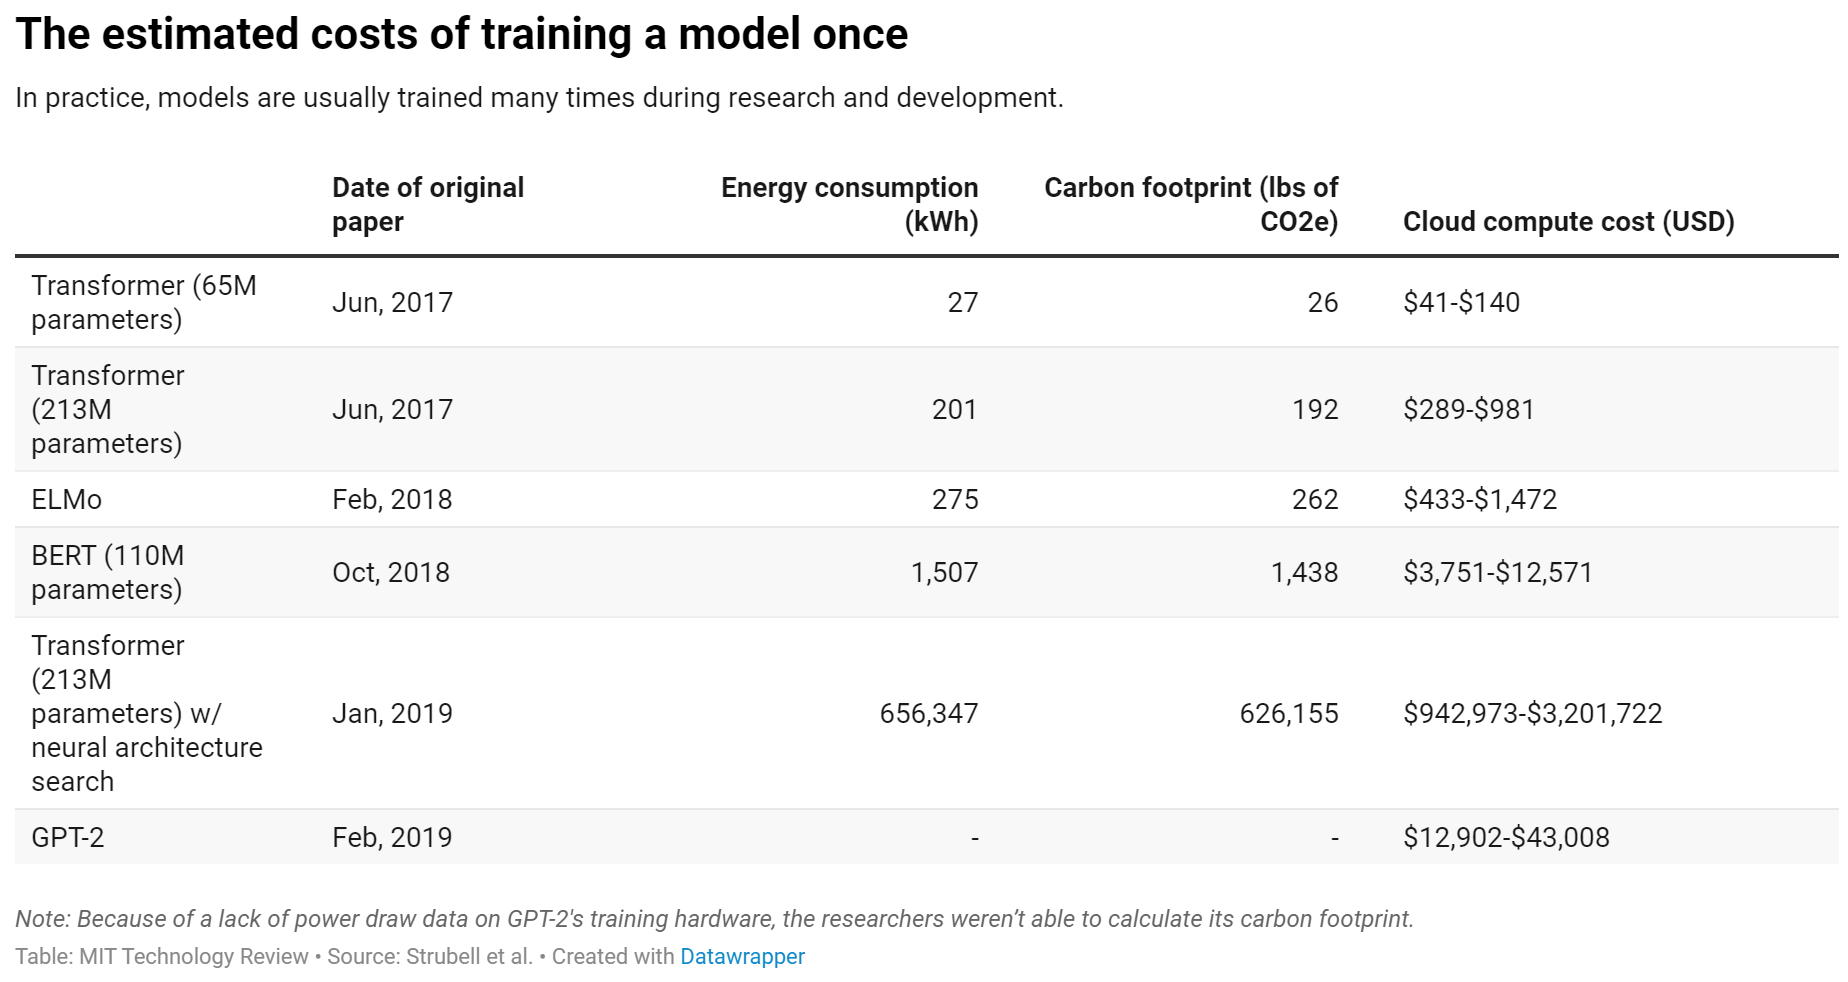 The estimated costs of training a model once
In practice, models are usually trained many times during research and development.
Date of original
paper
Energy consumption
(kWh)
Carbon footprint (lbs of
CO2e)
Cloud compute cost (USD)
Transformer (65M
parameters)
Jun, 2017
27
26
$41-$140
Transformer
(213M
parameters)
Jun, 2017
201
192
$289-$981
ELMo
Feb, 2018
275
262
$433-$1,472
BERT (110M
parameters)
Oct, 2018
1,507
1,438
$3,751-$12,571
Transformer
(213M
parameters) w/
neural architecture
search
Jan, 2019
656,347
626,155
$942,973-$3,201,722
GPT-2
Feb, 2019
-
-
$12,902-$43,008
Note: Because of a lack of power draw data on GPT-2's training hardware, the researchers weren’t able to calculate its carbon footprint.
Table: MIT Technology Review • Source: Strubell et al. • Created with Datawrapper